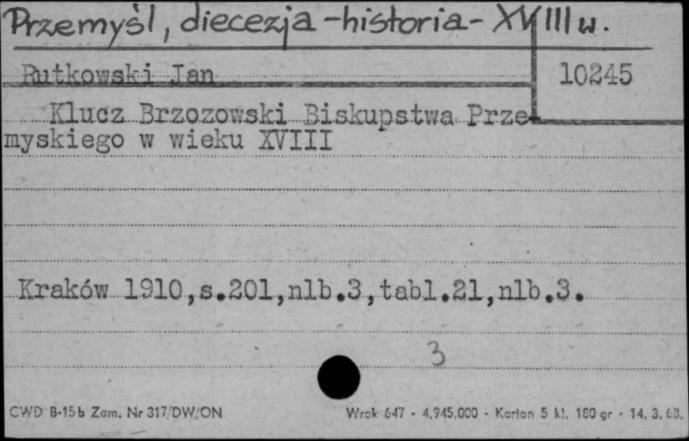 Przemyśl, diecezja - historia - XVIII w.
Rutkowski Jan
10245
Klucz Brzozowski Biskupstwa Prze-
myskiego w wieku XVIII
Kraków 1910,s.201,nlb.3,tabl.21,nlb.3.
3
CWD B-15b Zam. Nr 317/DW/ON
Wrak 647 - 4.945.000 - Karton 5 kl. 180 gr - 14. 3. 68.